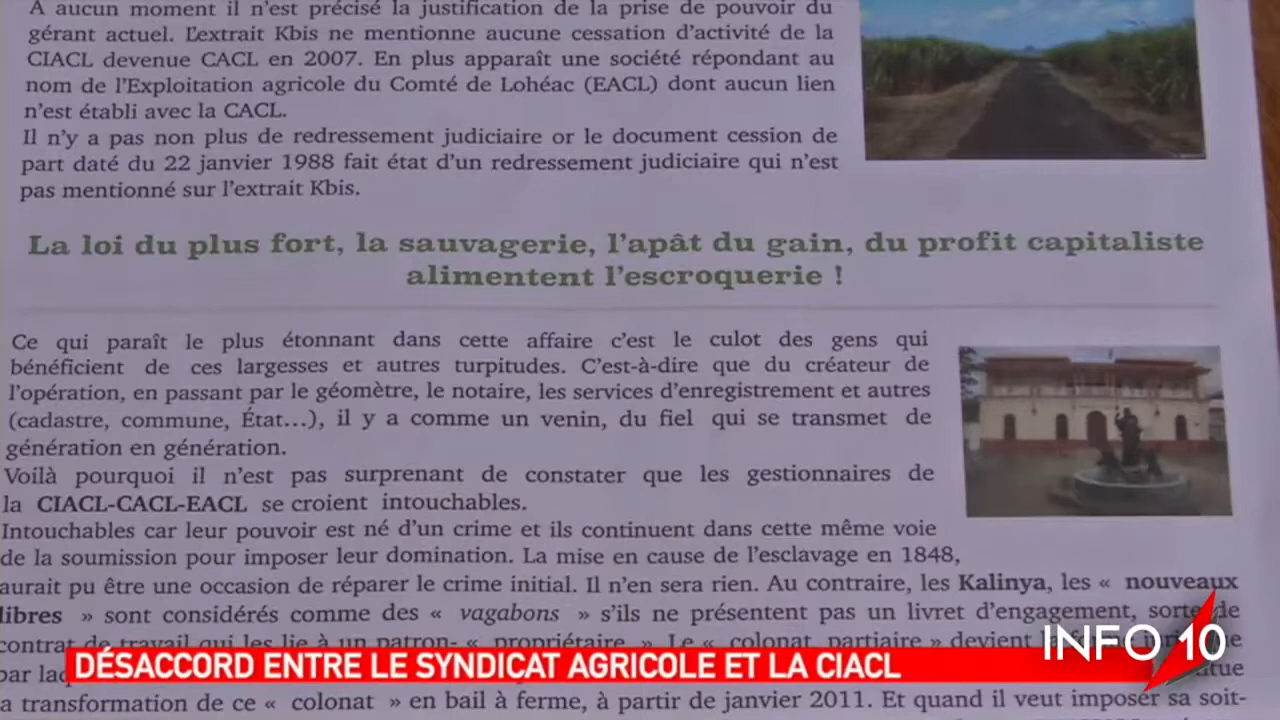 A aucun moment il n'est précisé la justification de la prise de pouvoir du
gérant actuel. L'extrait Kbis ne mentionne aucune cessation d'activité de la
CIACL devenue CACL en 2007. En plus apparaît une société répondant au
nom de l'Exploitation agricole du Comté de Lohéac (EACL) dont aucun lien
n'est établi avec la CACL.
Il n'y a pas non plus de redressement judiciaire or le document cession de
part daté du 22 janvier 1988 fait état d'un redressement judiciaire qui n'est
pas mentionné sur l'extrait Kbis.
La loi du plus fort, la sauvagerie, l'apât du gain, du profit capitaliste
alimentent l'escroquerie !
Ce qui paraît le plus étonnant dans cette affaire c'est le culot des gens qui
bénéficient de ces largesses et autres turpitudes. C'est-à-dire que du créateur de
l'opération, en passant par le géomètre, le notaire, les services d'enregistrement et autres
(cadastre, commune, État...), il y a comme un venin, du fiel qui se transmet de
génération en génération.
Voilà pourquoi il n'est pas surprenant de constater que les gestionnaires de
la CIACL-CACL-EACL se croient intouchables.
Intouchables car leur pouvoir est né d'un crime et ils continuent dans cette même voie
de la soumission pour imposer leur domination. La mise en cause de l'esclavage en 1848,
aurait pu être une occasion de réparer le crime initial. Il n'en sera rien. Au contraire, les Kalinya, les « nouveaux
libres » sont considérés comme des « vagabons » s'ils ne présentent pas un livret d'engagement, sorte de
contrat de travail qui les lie à un patron- « propriétaire ». Le « colonat partiaire » devient
par
DÉSACCORD ENTRE LE SYNDICAT AGRICOLE ET LA CIACL
INFO 10
a transformation de ce « colonat » en bail à ferme, à partir de janvier 2011. Et quand il veut imposer sa soit-